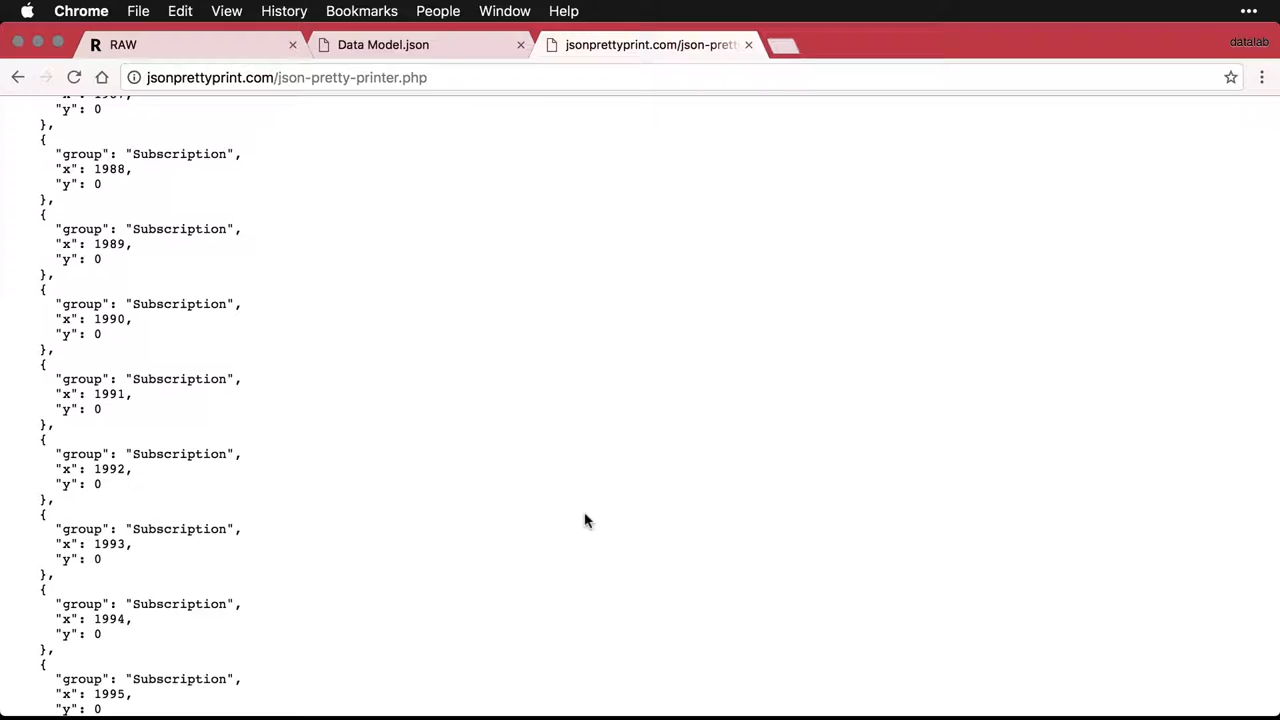 Chrome File Edit View History Bookmarks People Window Help
RAW
Data Model.json
jsonprettyprint.com/json-prett
datalab
jsonprettyprint.com/json-pretty-printer.php
"y": 0
},
{
"group": "Subscription",
"x": 1988,
"y": 0
},
{
"group": "Subscription",
"x": 1989,
"y": 0
},
{
"group": "Subscription",
"x": 1990,
"y": 0
},
{
"group": "Subscription",
"x": 1991,
"y": 0
},
{
"group": "Subscription",
"x": 1992,
"y": 0
},
{
"group": "Subscription",
"x": 1993,
"y": 0
},
{
"group": "Subscription",
"x": 1994,
"y": 0
},
{
"group": "Subscription",
"x": 1995,
"y": 0